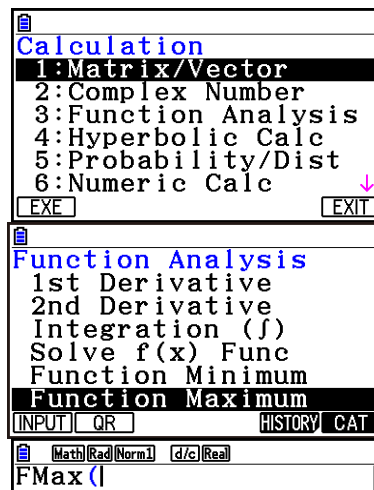 Calculation
1:Matrix/Vector
2:Complex Number
3:Function Analysis
4:Hyperbolic Calc
5:Probability/Dist
6:Numeric Calc ↓
EXE EXIT
Function Analysis
1st Derivative
2nd Derivative
Integration (∫)
Solve f(x) Func
Function Minimum
Function Maximum
INPUT QR HISTORY CAT
Math Rad Norm1 d/c Real
FMax(